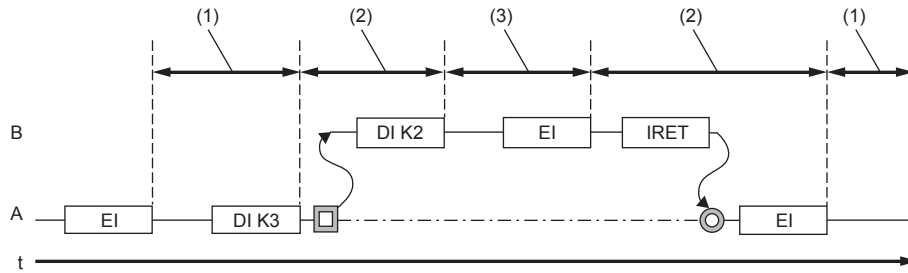 (1) (2) (3) (2) (1)
B DI K2 EI IRET
A EI DI K3 EI
t